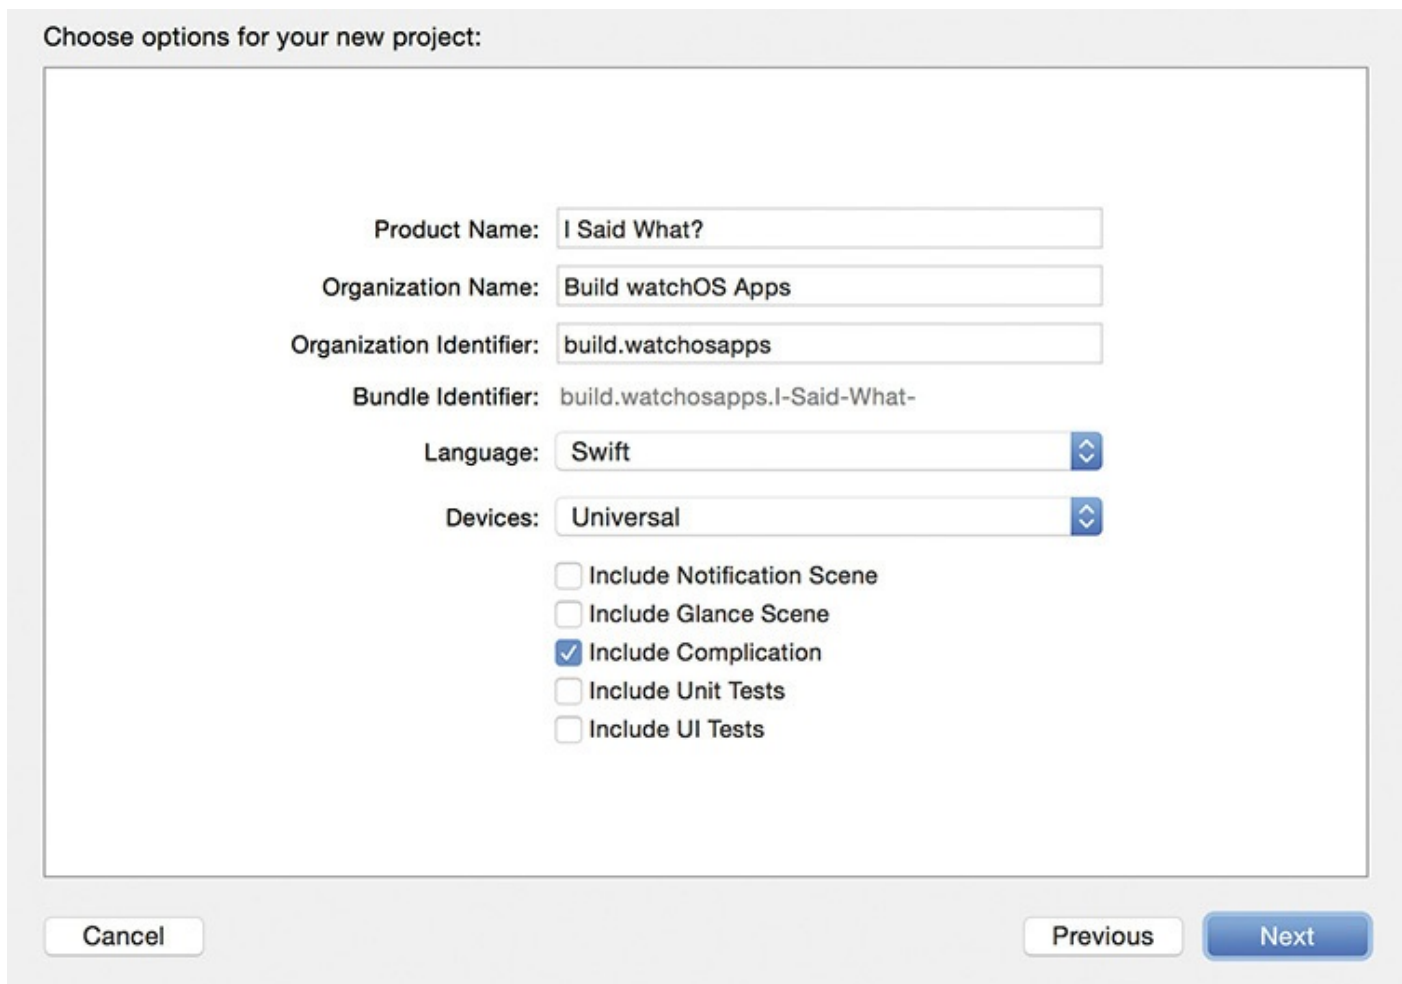 Choose options for your new project:
Product Name: I Said What?
Organization Name: Build watchOS Apps
Organization Identifier: build.watchosapps
Bundle Identifier: build.watchosapps.I-Said-What-
Language: Swift
Devices: Universal
Include Notification Scene
Include Glance Scene
Include Complication
Include Unit Tests
Include UI Tests
Cancel Previous Next